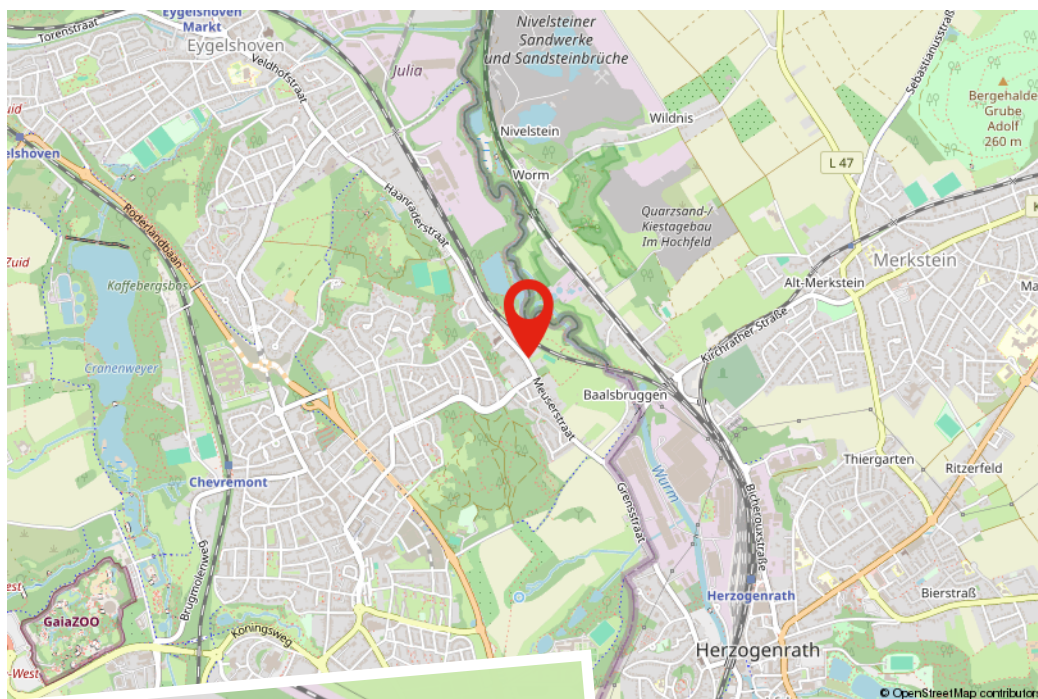 Eygelshoven
Markt
Torenstraat
Eygelshoven
Veldhofstraat
Julia
Nivelsteiner
Sandwerke
und Sandsteinbrüche
Nivelstein
Wildnis
Worm
Sebastianusstraß
Bergehalde
Grube
Adolf
260 m
L 47
uid
elshoven
Roderlandbaan
Haanraderstraat
Quarzsand-/
Kiestagebau
Im Hochfeld
K
Merkstein
Alt-Merkstein
Ma
Zuid
Kaffebergsbos
Cranenweyer
Kirchrather Straße
Baalsbruggen
Meuserstraat
Chevremont
Thiergarten
Ritzerfeld
Wurm
Grensstraat
Bicherouxstraße
Brugmolenweg
West
GaiaZOO
Koningsweg
-West
Herzogenrath
Bierstraß
Herzogenrath
© OpenStreetMap contributors